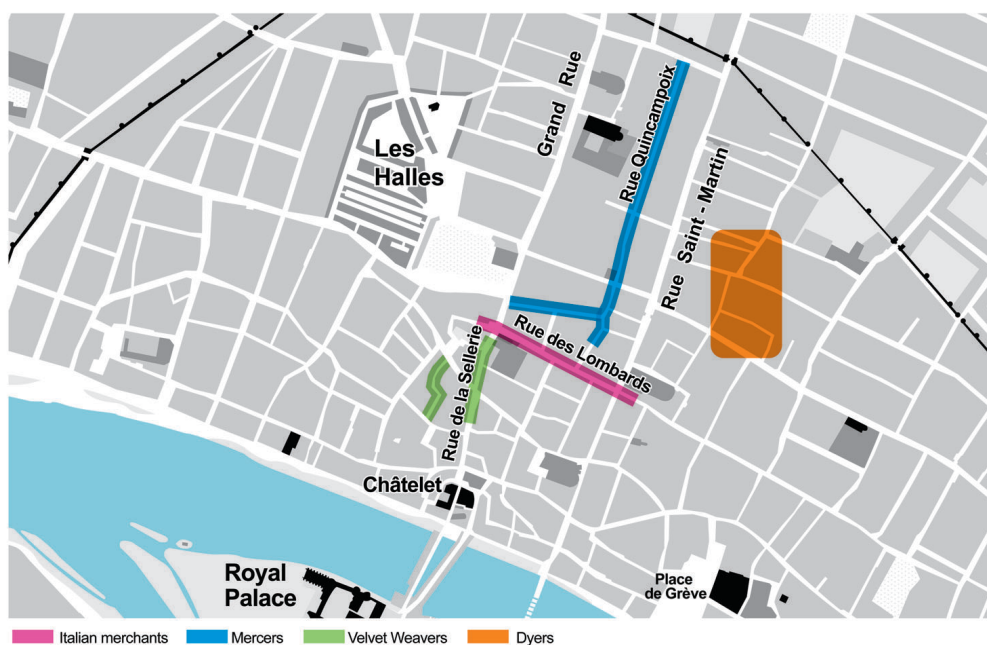 Grand Rue
Rue Quincampoix
Les
Halles
Rue Saint - Martin
Rue des Lombards
Rue de la Sellerie
Châtelet
Royal
Palace
Place
de Grève
Italian merchants
Mercers
Velvet Weavers
Dyers